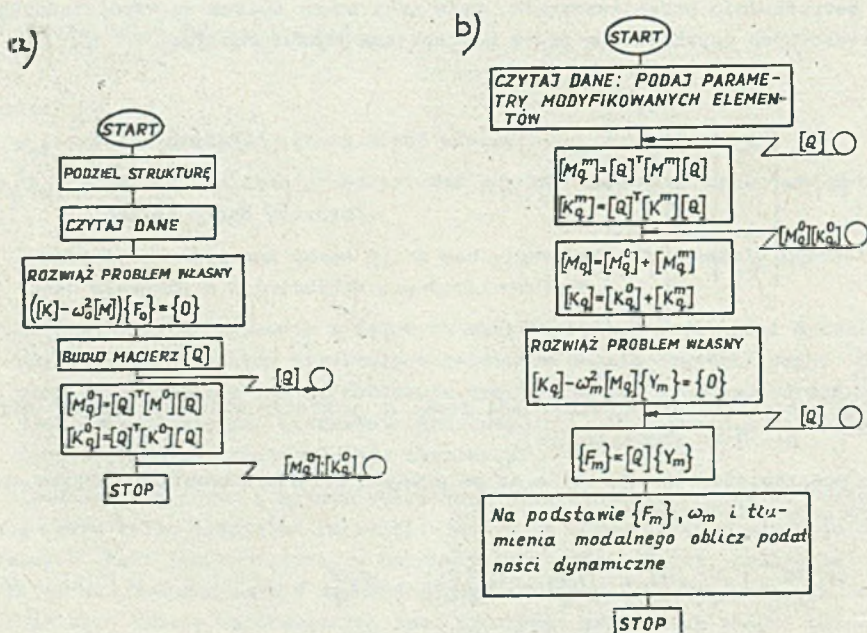 a)
START
PODZIEL STRUKTURĘ
CZYTAJ DANE
ROZWIĄŻ PROBLEM WŁASNY
([K]-ω₀²[M]){F₀}={0}
BUDUJ MACIERZ [Q]
[Q]
[M_q^0]=[Q]^T[M^0][Q]
[K_q^0]=[Q]^T[K^0][Q]
[M_q^0];[K_q^0]
STOP
b)
START
CZYTAJ DANE: PODAJ PARAME-
TRY MODYFIKOWANYCH ELEMEN-
TÓW
[Q]
[M_q^m]=[Q]^T[M^m][Q]
[K_q^m]=[Q]^T[K^m][Q]
[M_q^0][K_q^0]
[M_q]=[M_q^0]+[M_q^m]
[K_q]=[K_q^0]+[K_q^m]
ROZWIĄŻ PROBLEM WŁASNY
[K_q]-ω_m²[M_q]{Y_m}={0}
[Q]
{F_m}=[Q]{Y_m}
Na podstawie {F_m}, ω_m i tłu-
mienia modalnego oblicz podat
ności dynamiczne
STOP